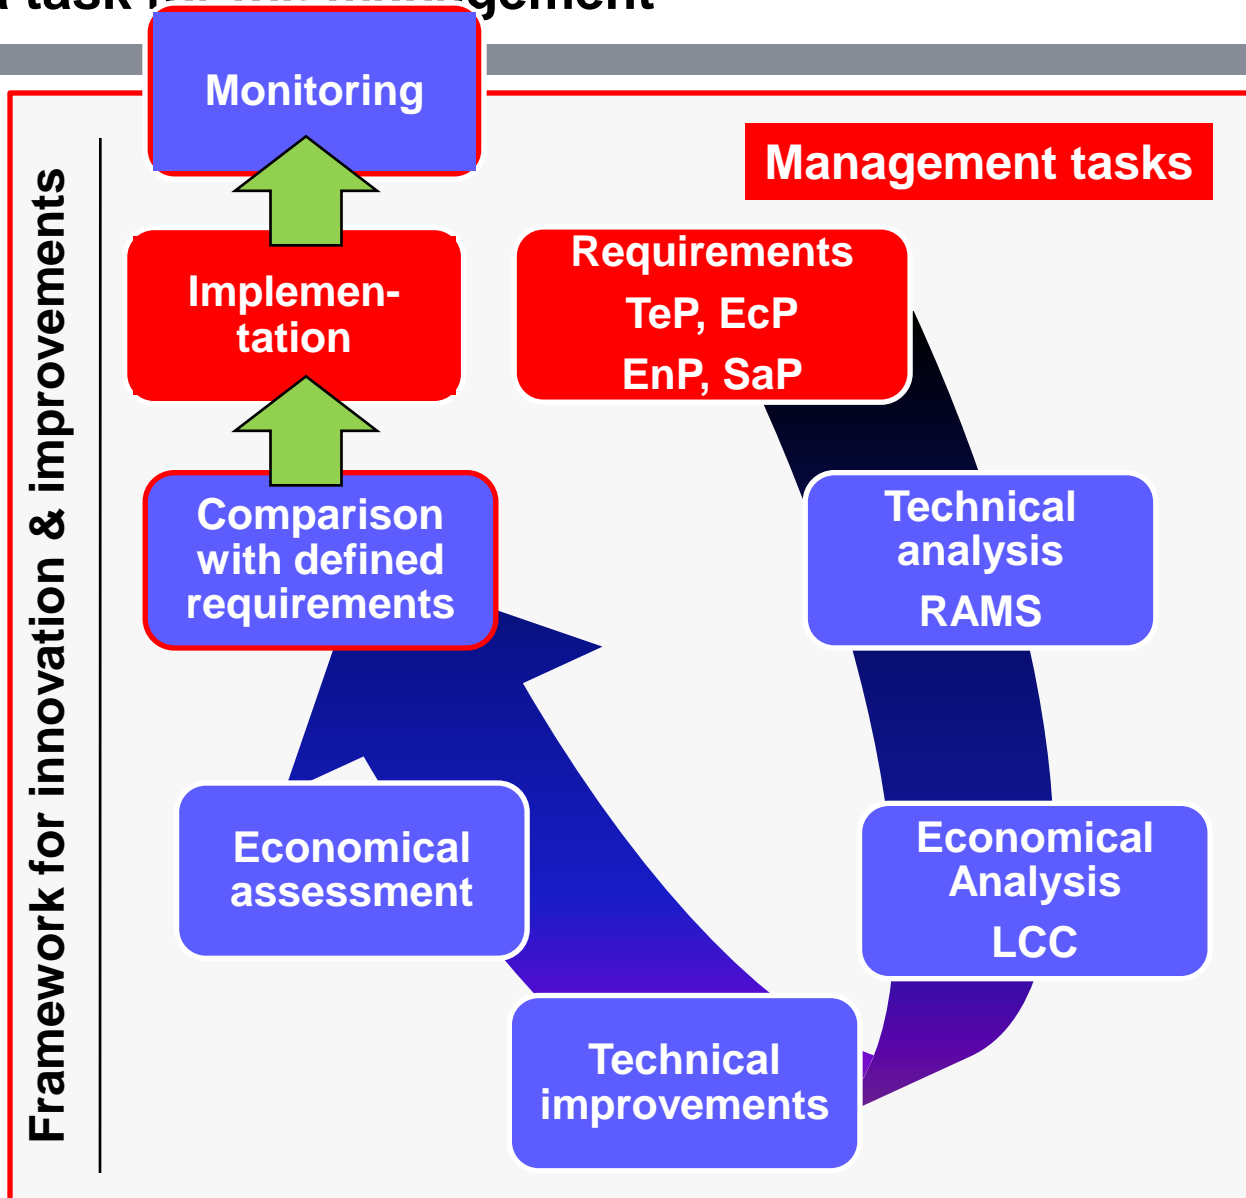 a task
Monitoring
Management tasks
Framework for innovation & improvements
Implemen-
tation
Requirements
TeP, EcP
EnP, SaP
Comparison
with defined
requirements
Technical
analysis
RAMS
Economical
assessment
Economical
Analysis
LCC
Technical
improvements